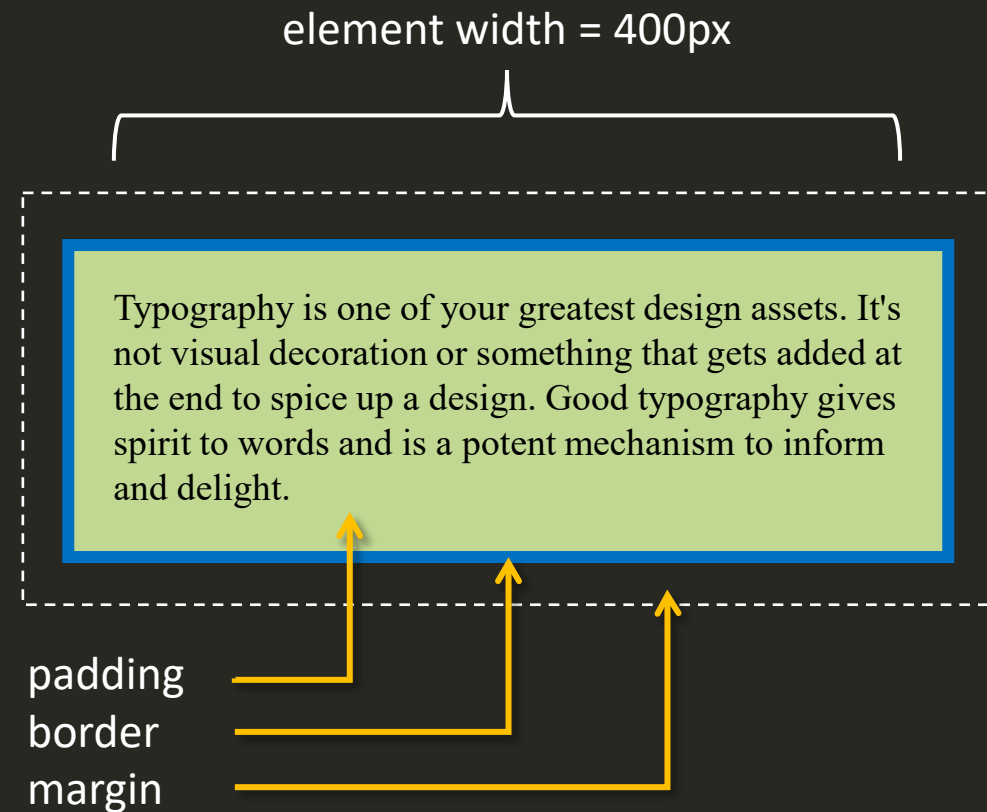 element width = 400px
Typography is one of your greatest design assets. It's
not visual decoration or something that gets added at
the end to spice up a design. Good typography gives
spirit to words and is a potent mechanism to inform
and delight.
padding
border
margin